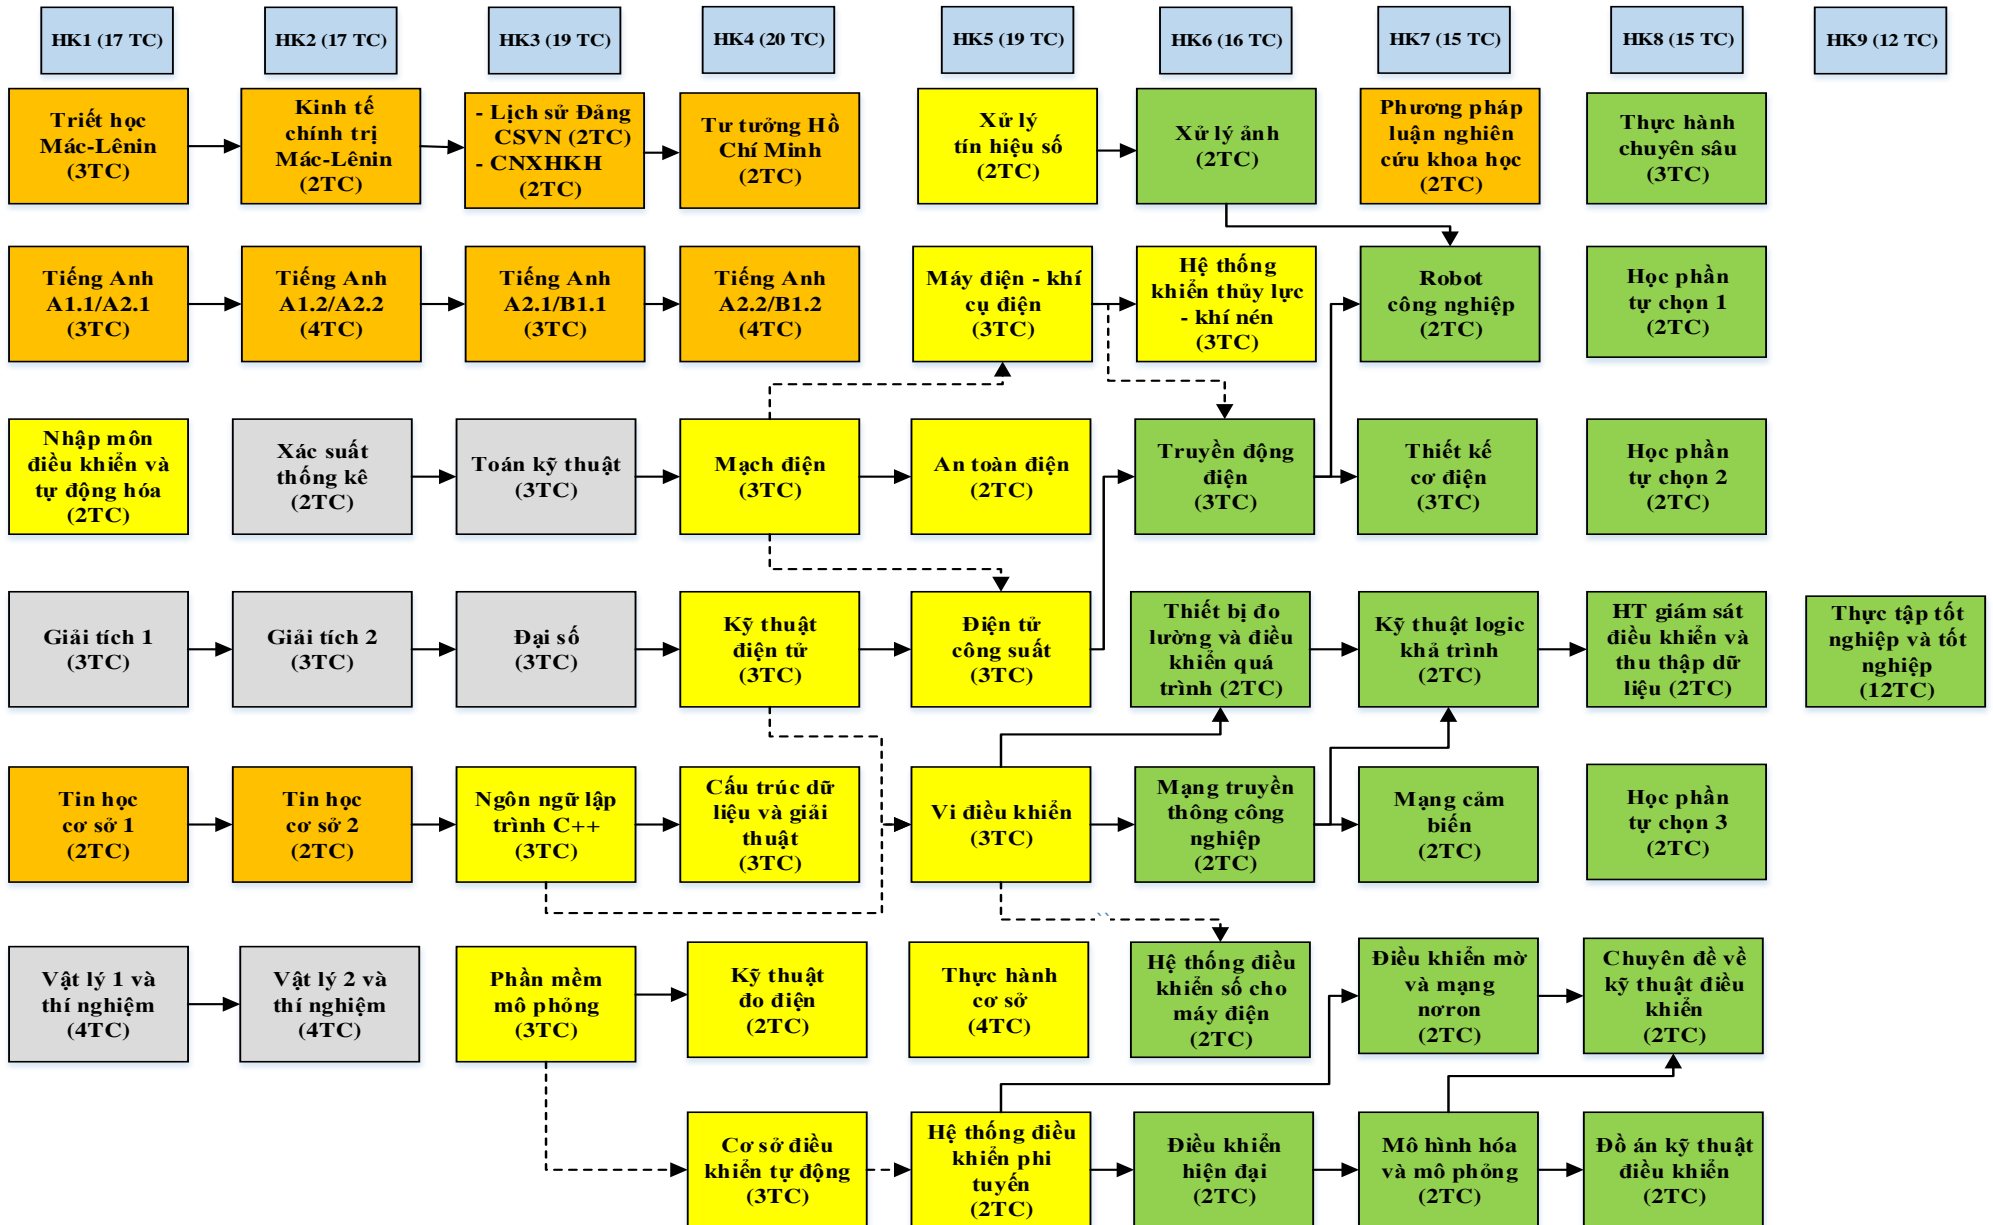 HK1 (17 TC)
HK2 (17 TC)
HK3 (19 TC)
HK4 (20 TC)
HK5 (19 TC)
HK6 (16 TC)
HK7 (15 TC)
HK8 (15 TC)
HK9 (12 TC)
Triết học
Mác-Lênin
(3TC)
Kinh tế
chính trị
Mác-Lênin
(2TC)
- Lịch sử Đảng
CSVN (2TC)
- CNXHKH
(2TC)
Tư tưởng Hồ
Chí Minh
(2TC)
Xử lý
tín hiệu số
(2TC)
Xử lý ảnh
(2TC)
Phương pháp
luận nghiên
cứu khoa học
(2TC)
Thực hành
chuyên sâu
(3TC)
Tiếng Anh
A1.1/A2.1
(3TC)
Tiếng Anh
A1.2/A2.2
(4TC)
Tiếng Anh
A2.1/B1.1
(3TC)
Tiếng Anh
A2.2/B1.2
(4TC)
Máy điện - khí
cụ điện
(3TC)
Hệ thống
khiển thủy lực
- khí nén
(3TC)
Robot
công nghiệp
(2TC)
Học phần
tự chọn 1
(2TC)
Nhập môn
điều khiển và
tự động hóa
(2TC)
Xác suất
thống kê
(2TC)
Toán kỹ thuật
(3TC)
Mạch điện
(3TC)
An toàn điện
(2TC)
Truyền động
điện
(3TC)
Thiết kế
cơ điện
(3TC)
Học phần
tự chọn 2
(2TC)
Giải tích 1
(3TC)
Giải tích 2
(3TC)
Đại số
(3TC)
Kỹ thuật
điện tử
(3TC)
Điện tử
công suất
(3TC)
Thiết bị đo
lường và điều
khiển quá
trình (2TC)
Kỹ thuật logic
khả trình
(2TC)
HT giám sát
điều khiển và
thu thập dữ
liệu (2TC)
Thực tập tốt
nghiệp và tốt
nghiệp
(12TC)
Tin học
cơ sở 1
(2TC)
Tin học
cơ sở 2
(2TC)
Ngôn ngữ lập
trình C++
(3TC)
Cấu trúc dữ
liệu và giải
thuật
(3TC)
Vi điều khiển
(3TC)
Mạng truyền
thông công
nghiệp
(2TC)
Mạng cảm
biến
(2TC)
Học phần
tự chọn 3
(2TC)
Vật lý 1 và
thí nghiệm
(4TC)
Vật lý 2 và
thí nghiệm
(4TC)
Phần mềm
mô phỏng
(3TC)
Kỹ thuật
đo điện
(2TC)
Thực hành
cơ sở
(4TC)
Hệ thống điều
khiển số cho
máy điện
(2TC)
Điều khiển mờ
và mạng
nơron
(2TC)
Chuyên đề về
kỹ thuật điều
khiển
(2TC)
Cơ sở điều
khiển tự động
(3TC)
Hệ thống điều
khiển phi
tuyến
(2TC)
Điều khiển
hiện đại
(2TC)
Mô hình hóa
và mô phỏng
(2TC)
Đồ án kỹ thuật
điều khiển
(2TC)